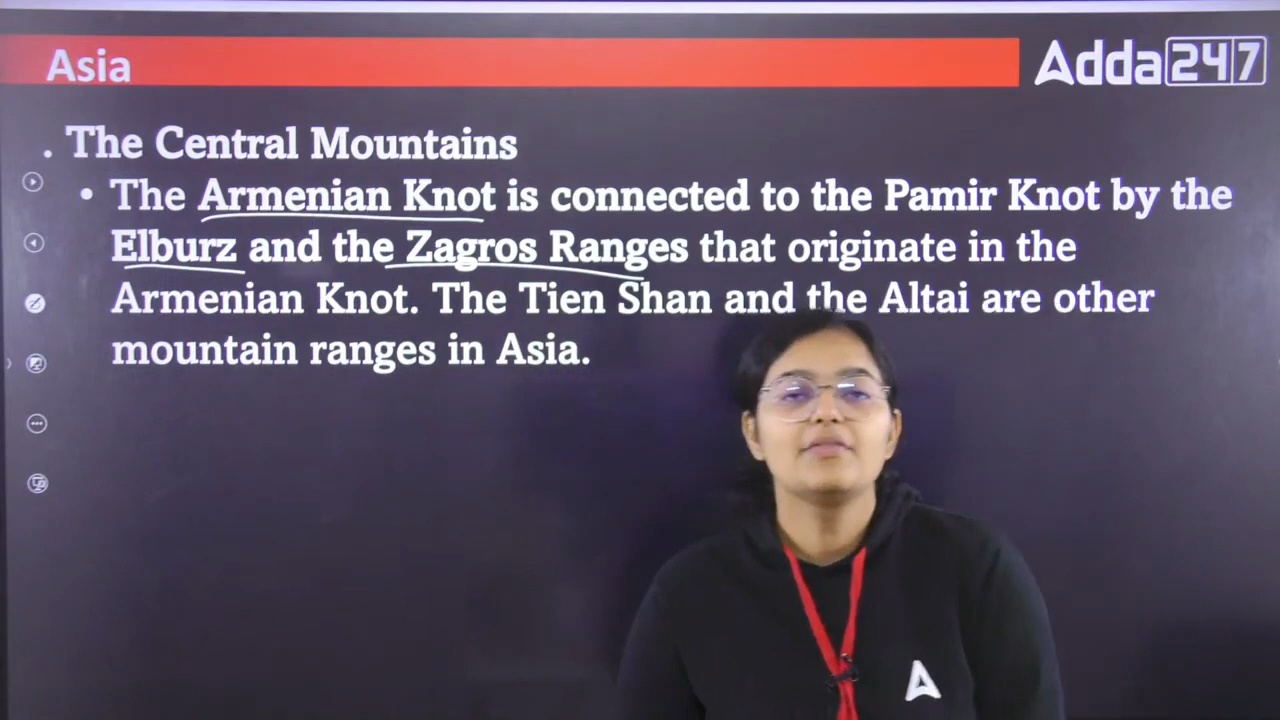 Asia
Adda247
. The Central Mountains
• The Armenian Knot is connected to the Pamir Knot by the
Elburz and the Zagros Ranges that originate in the
Armenian Knot. The Tien Shan and the Altai are other
mountain ranges in Asia.